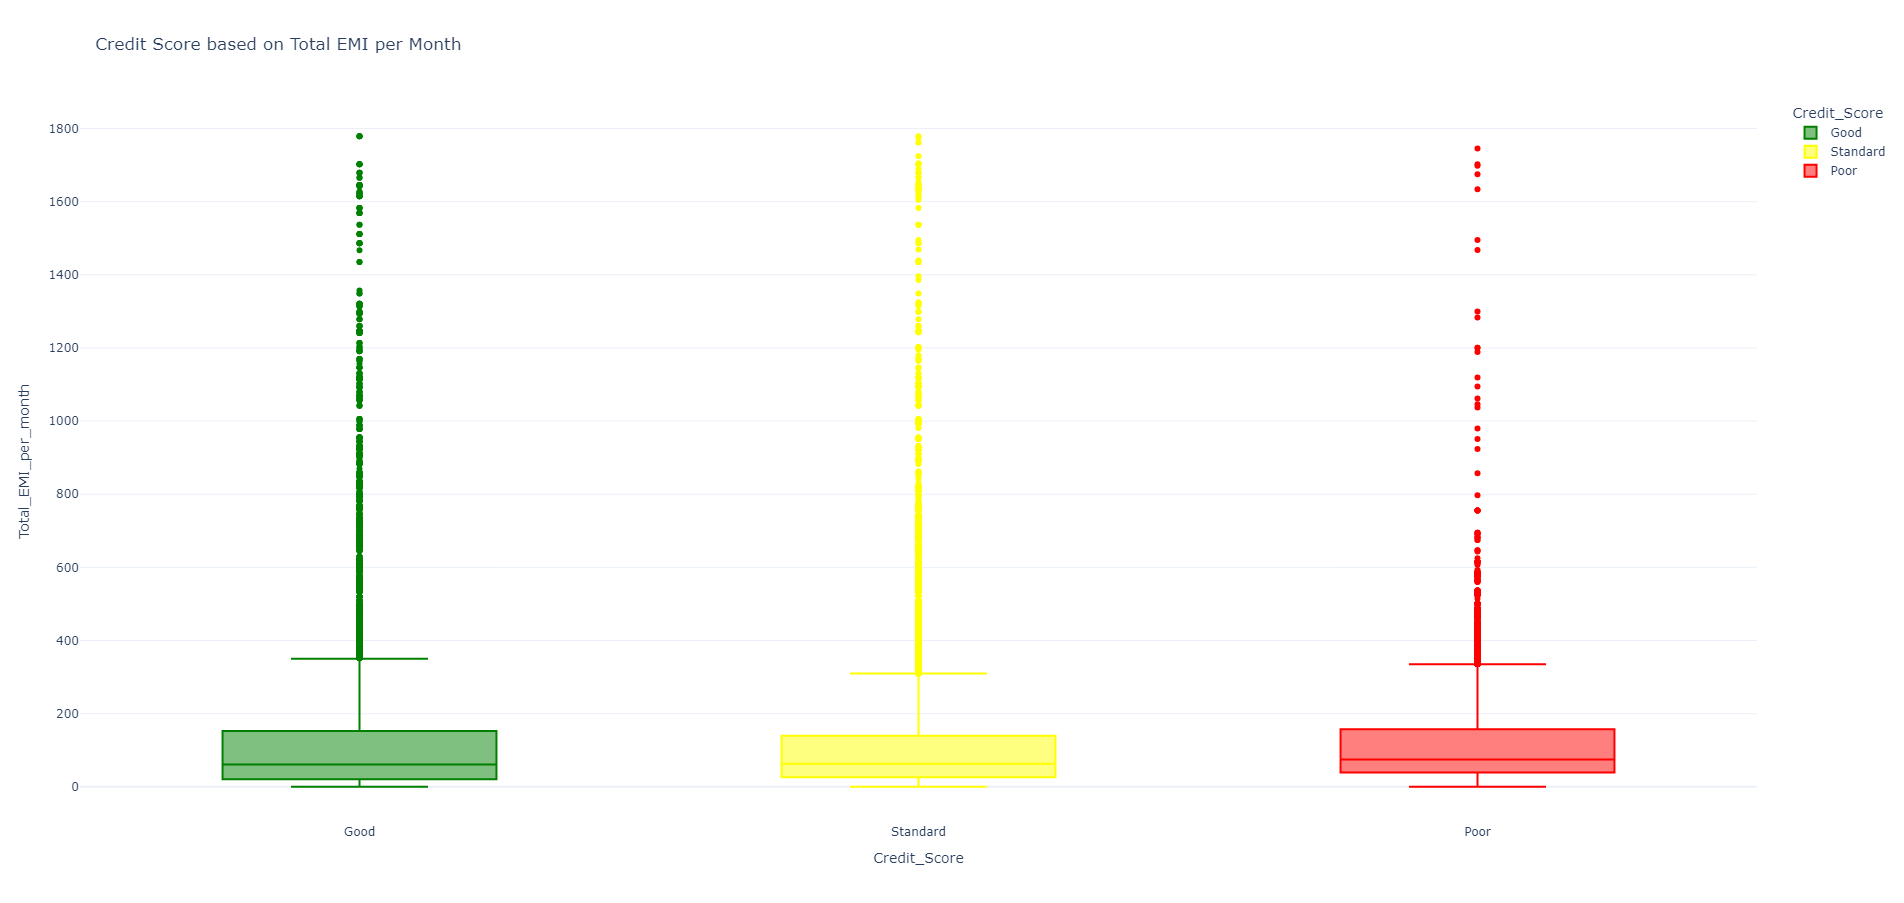 Credit Score based on Total EMI per Month
Credit_Score
Good
Standard
Poor
Total_EMI_per_month
1800
1600
1400
1200
1000
800
600
400
200
0
Good
Standard
Poor
Credit_Score